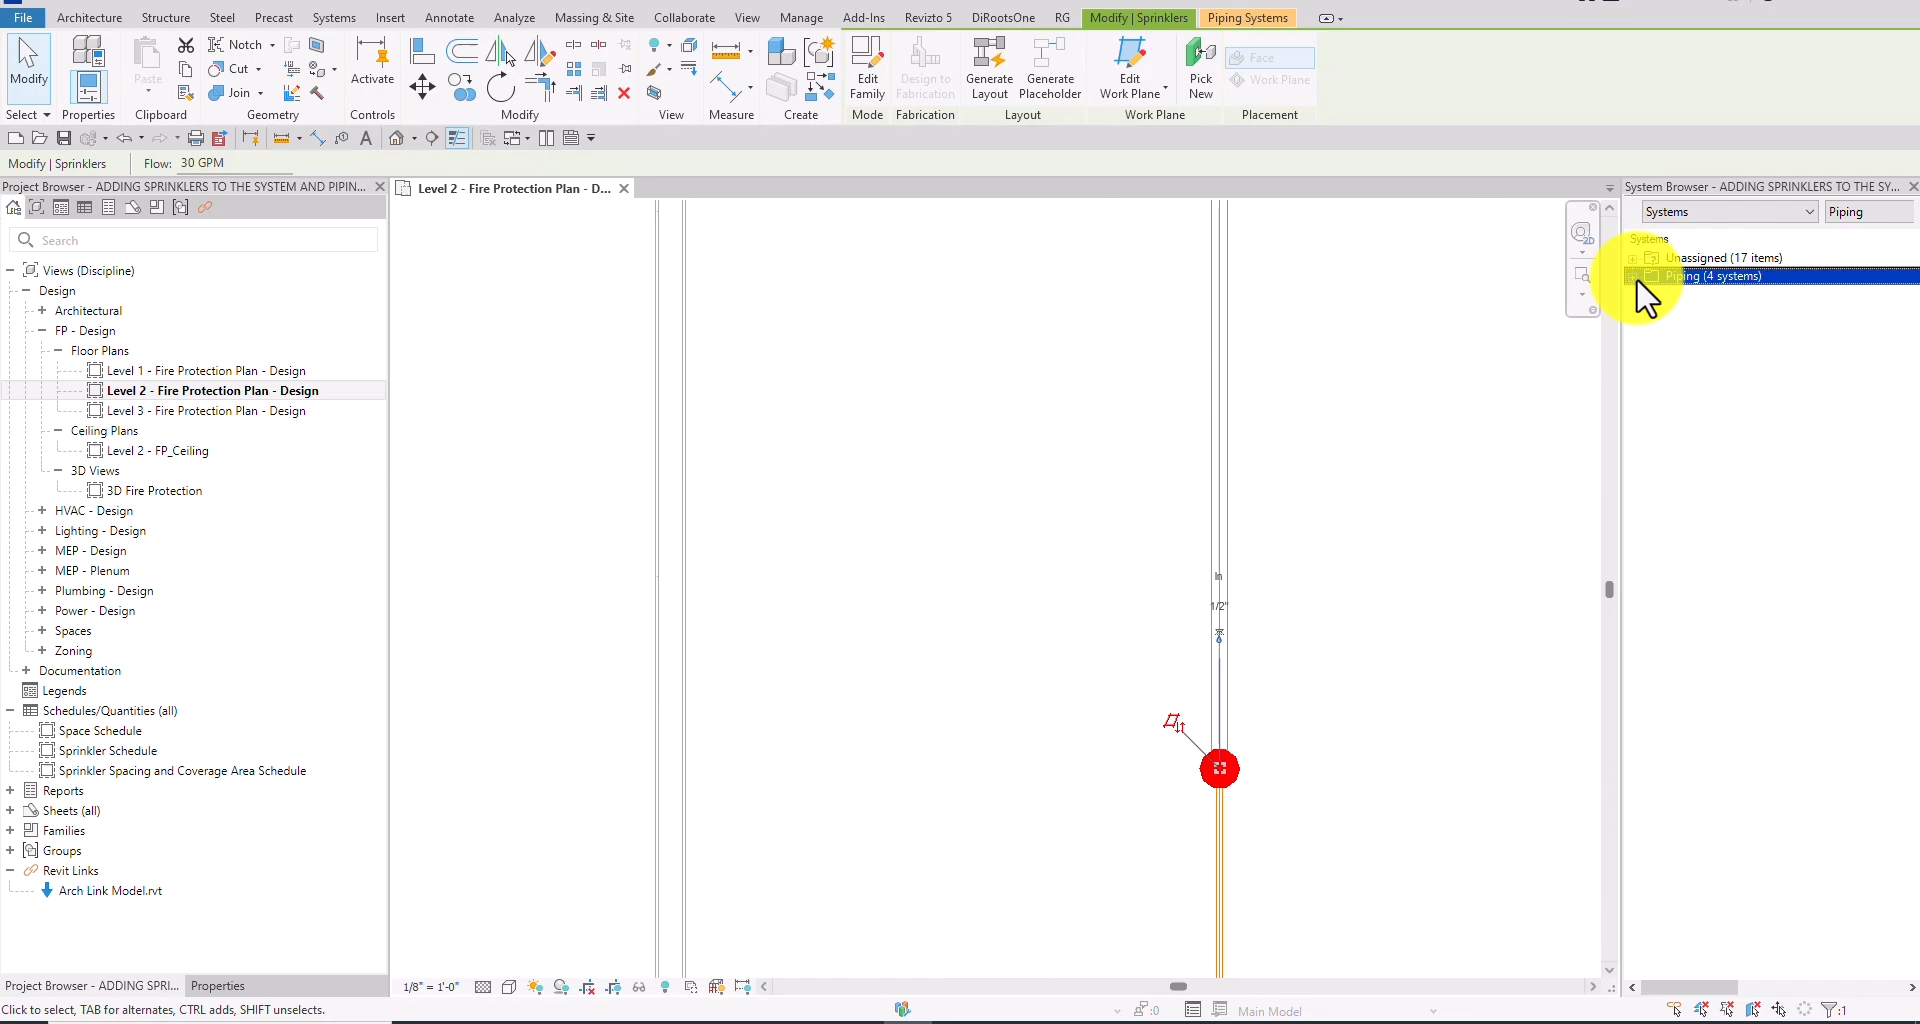 File Architecture Structure Steel Precast Systems Insert Annotate Analyze Massing & Site Collaborate View Manage Add-Ins Revizto 5 DiRootsOne RG Modify | Sprinklers Piping Systems
Modify Paste Notch Cut Join Activate Edit Family Design to Fabrication Generate Layout Generate Placeholder Edit Work Plane Pick New Face Work Plane
Select Properties Clipboard Geometry Controls Modify View Measure Create Mode Fabrication Layout Work Plane Placement
Modify | Sprinklers Flow: 30 GPM
Project Browser - ADDING SPRINKLERS TO THE SYSTEM AND PIPIN...
Search
Views (Discipline)
Design
Architectural
FP - Design
Floor Plans
Level 1 - Fire Protection Plan - Design
Level 2 - Fire Protection Plan - Design
Level 3 - Fire Protection Plan - Design
Ceiling Plans
Level 2 - FP_Ceiling
3D Views
3D Fire Protection
HVAC - Design
Lighting - Design
MEP - Design
MEP - Plenum
Plumbing - Design
Power - Design
Spaces
Zoning
Documentation
Legends
Schedules/Quantities (all)
Space Schedule
Sprinkler Schedule
Sprinkler Spacing and Coverage Area Schedule
Reports
Sheets (all)
Families
Groups
Revit Links
Arch Link Model.rvt
Project Browser - ADDING SPRI... Properties
Level 2 - Fire Protection Plan - D...
2D
In
1/2"
1/8" = 1'-0"
System Browser - ADDING SPRINKLERS TO THE SY...
Systems Piping
Systems
Unassigned (17 items)
Piping (4 systems)
Click to select, TAB for alternates, CTRL adds, SHIFT unselects. :0 Main Model :1